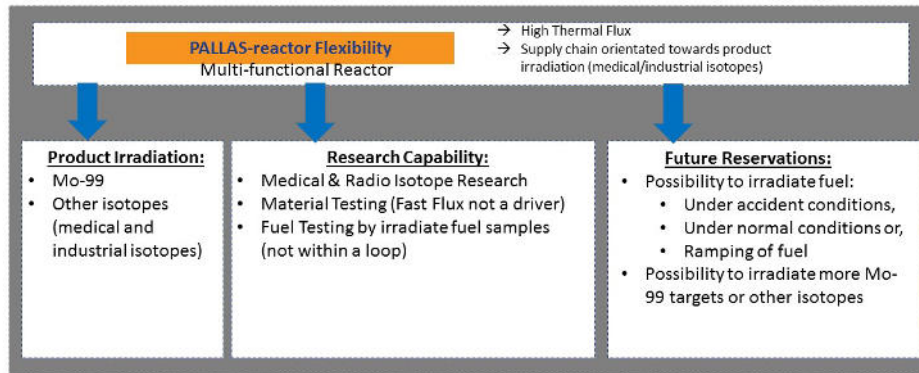 PALLAS-reactor Flexibility
Multi-functional Reactor
→ High Thermal Flux
→ Supply chain orientated towards product
irradiation (medical/industrial isotopes)
Product Irradiation:
• Mo-99
• Other isotopes
(medical and
industrial isotopes)
Research Capability:
• Medical & Radio Isotope Research
• Material Testing (Fast Flux not a driver)
• Fuel Testing by irradiate fuel samples
(not within a loop)
Future Reservations:
• Possibility to irradiate fuel:
• Under accident conditions,
• Under normal conditions or,
• Ramping of fuel
• Possibility to irradiate more Mo-
99 targets or other isotopes